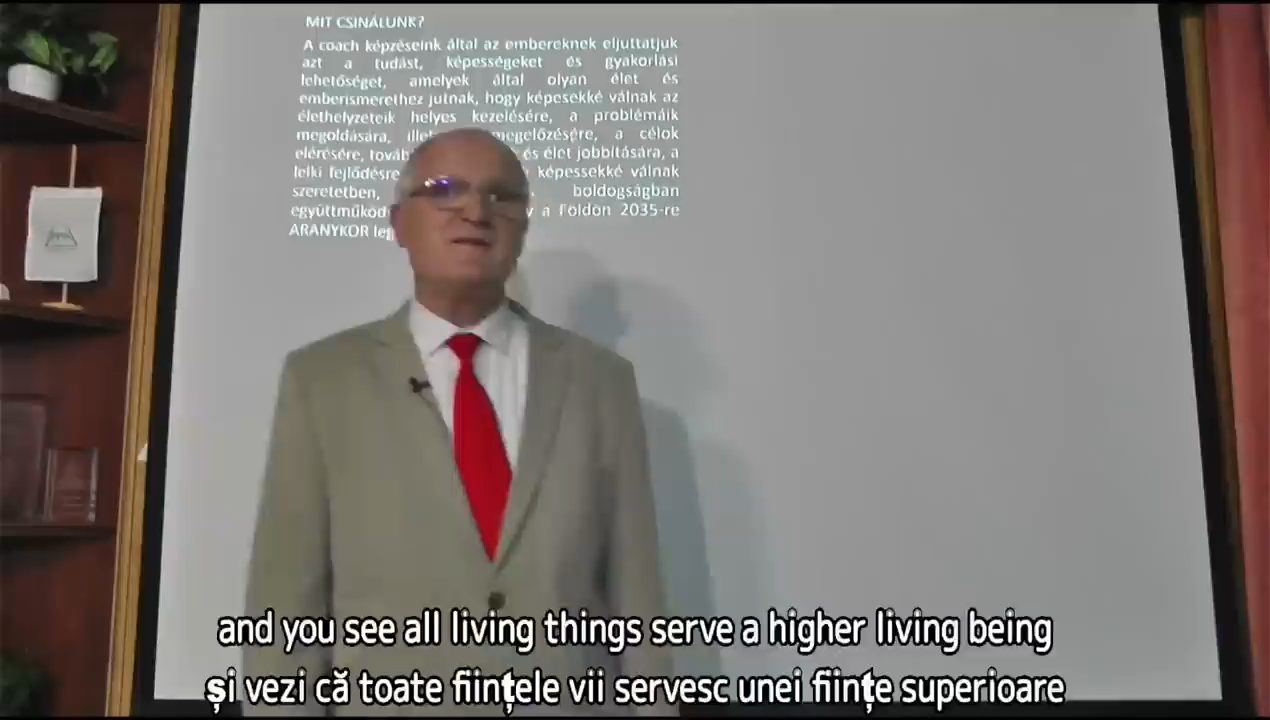 MIT CSINÁLUNK?
A coach képzéseink által az embereknek eljuttatjuk
azt a tudást, képességeket és gyakorlási
lehetőséget, amelyek által olyan élet és
emberismerethez jutnak, hogy képesekké válnak az
élethelyzeteik helyes kezelésére, a problémáik
megoldására, megelőzésére, a célok
elérésére, és élet jobbítására, a
lelki fejlődésre képessekké válnak
szeretetben, boldogságban
a Földön 2035-re
ARANYKOR
and you see all living things serve a higher living being
și vezi că toate ființele vii servesc unei ființe superioare